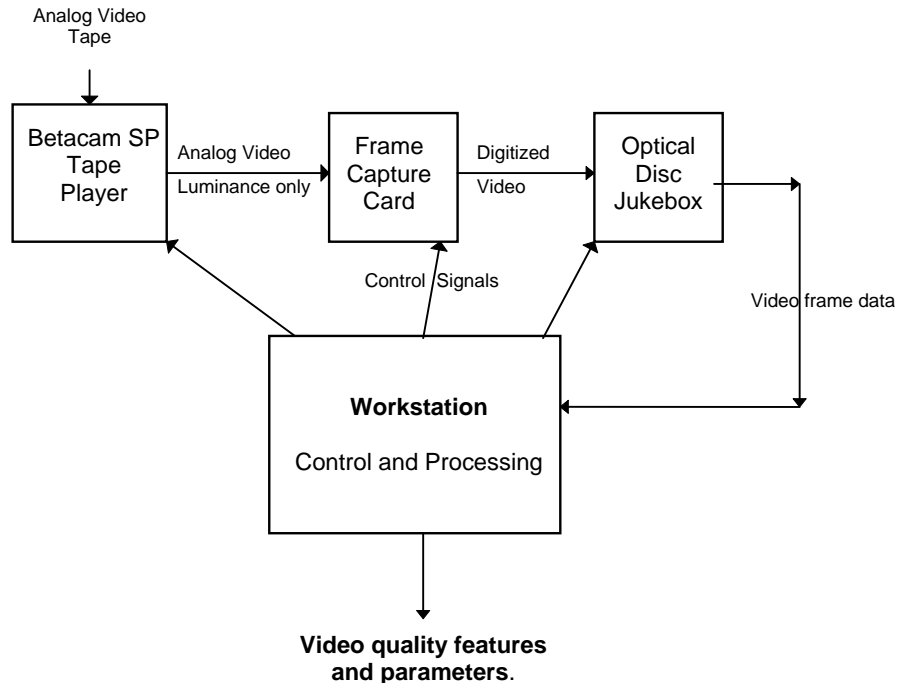 Analog Video
Tape
Betacam SP
Tape
Player
Analog Video
Luminance only
Frame
Capture
Card
Digitized
Video
Optical
Disc
Jukebox
Control Signals
Video frame data
Workstation
Control and Processing
Video quality features
and parameters.